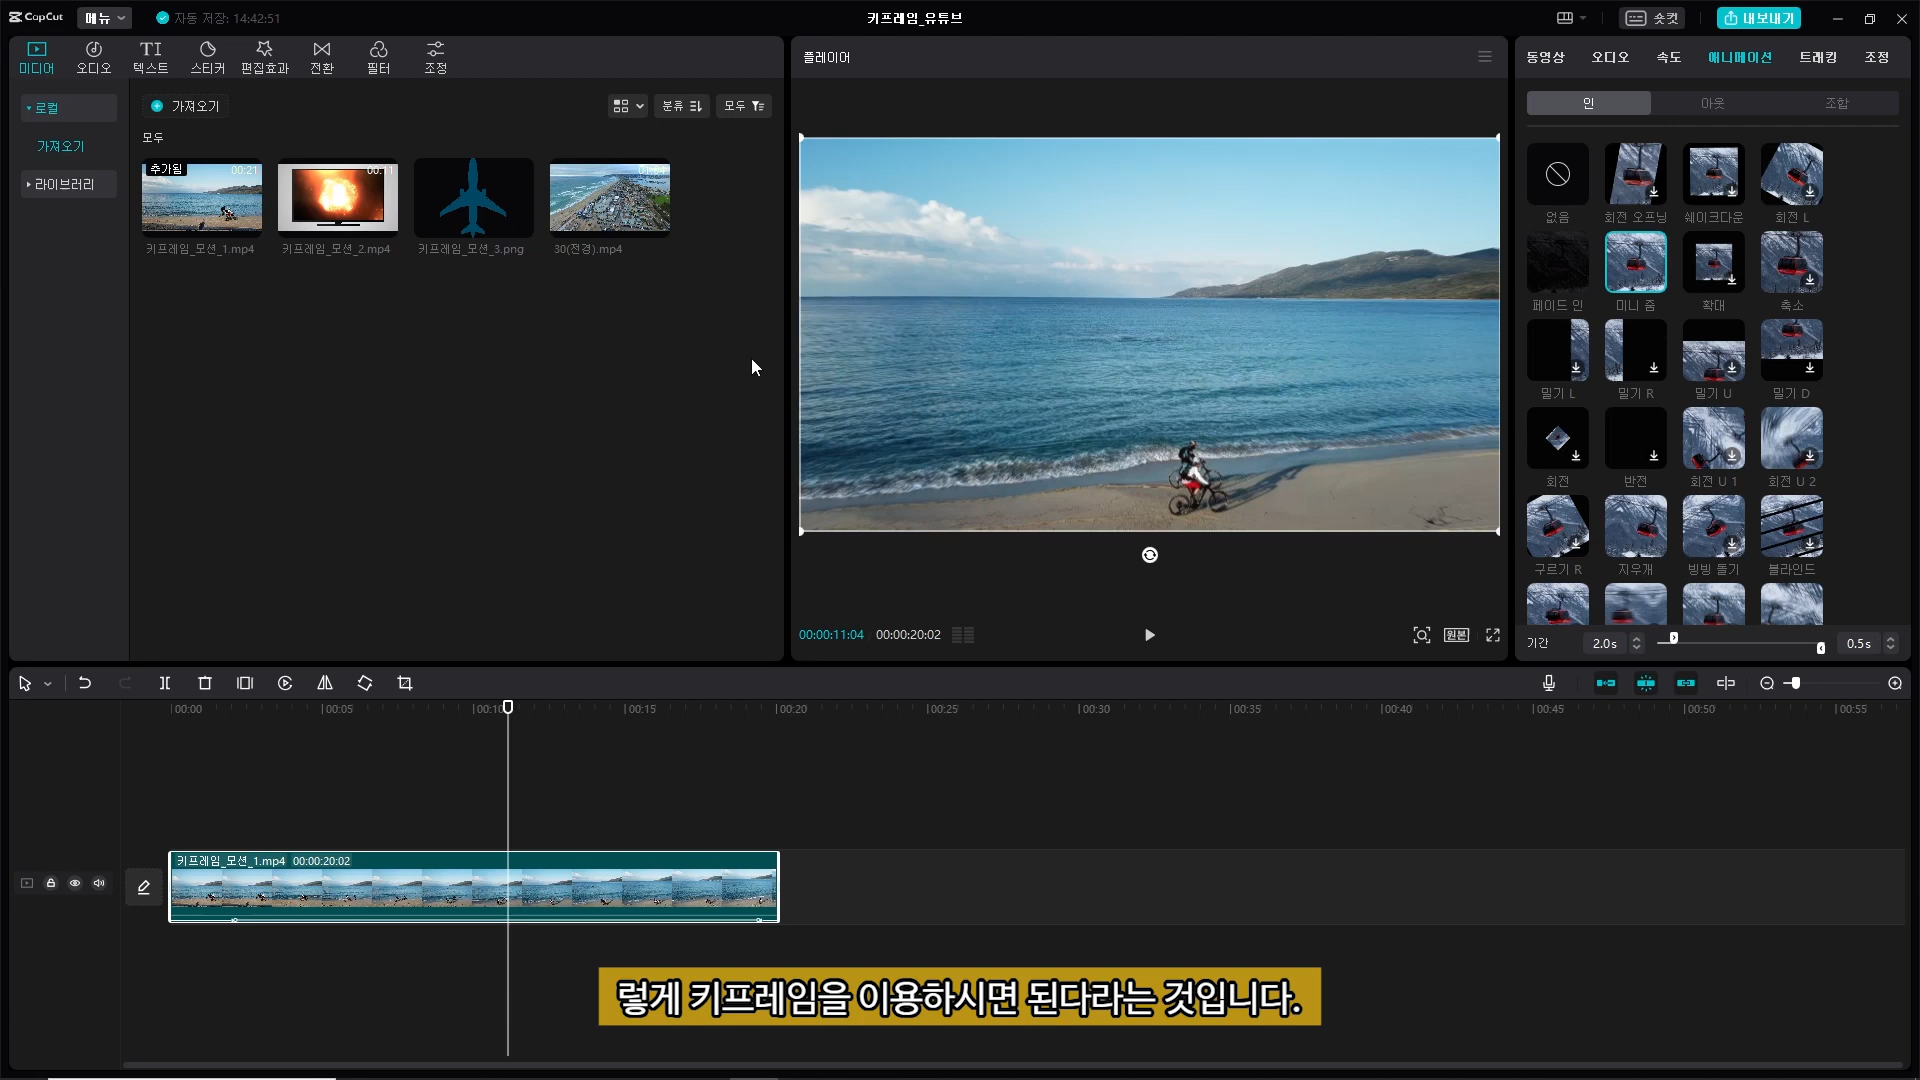 CapCut
메뉴
자동 저장: 14:42:51
키프레임_유튜브
숏컷
내보내기
미디어
오디오
텍스트
스티커
편집효과
전환
필터
조정
로컬
가져오기
라이브러리
가져오기
분류
모두
모두
추가됨 00:21
00:11
키프레임_모션_1.mp4
키프레임_모션_2.mp4
키프레임_모션_3.png
30(전경).mp4
플레이어
00:00:11:04
00:00:20:02
원본
동영상
오디오
속도
애니메이션
트래킹
조정
인
아웃
조합
없음
회전 오프닝
쉐이크다운
회전 L
페이드 인
미니 줌
확대
축소
밀기 L
밀기 R
밀기 U
밀기 D
회전
반전
회전 U 1
회전 U 2
구르기 R
지우개
빙빙 돌기
블라인드
기간
2.0s
0.5s
00:00
00:05
00:10
00:15
00:20
00:25
00:30
00:35
00:40
00:45
00:50
00:55
키프레임_모션_1.mp4 00:00:20:02
렇게 키프레임을 이용하시면 된다라는 것입니다.